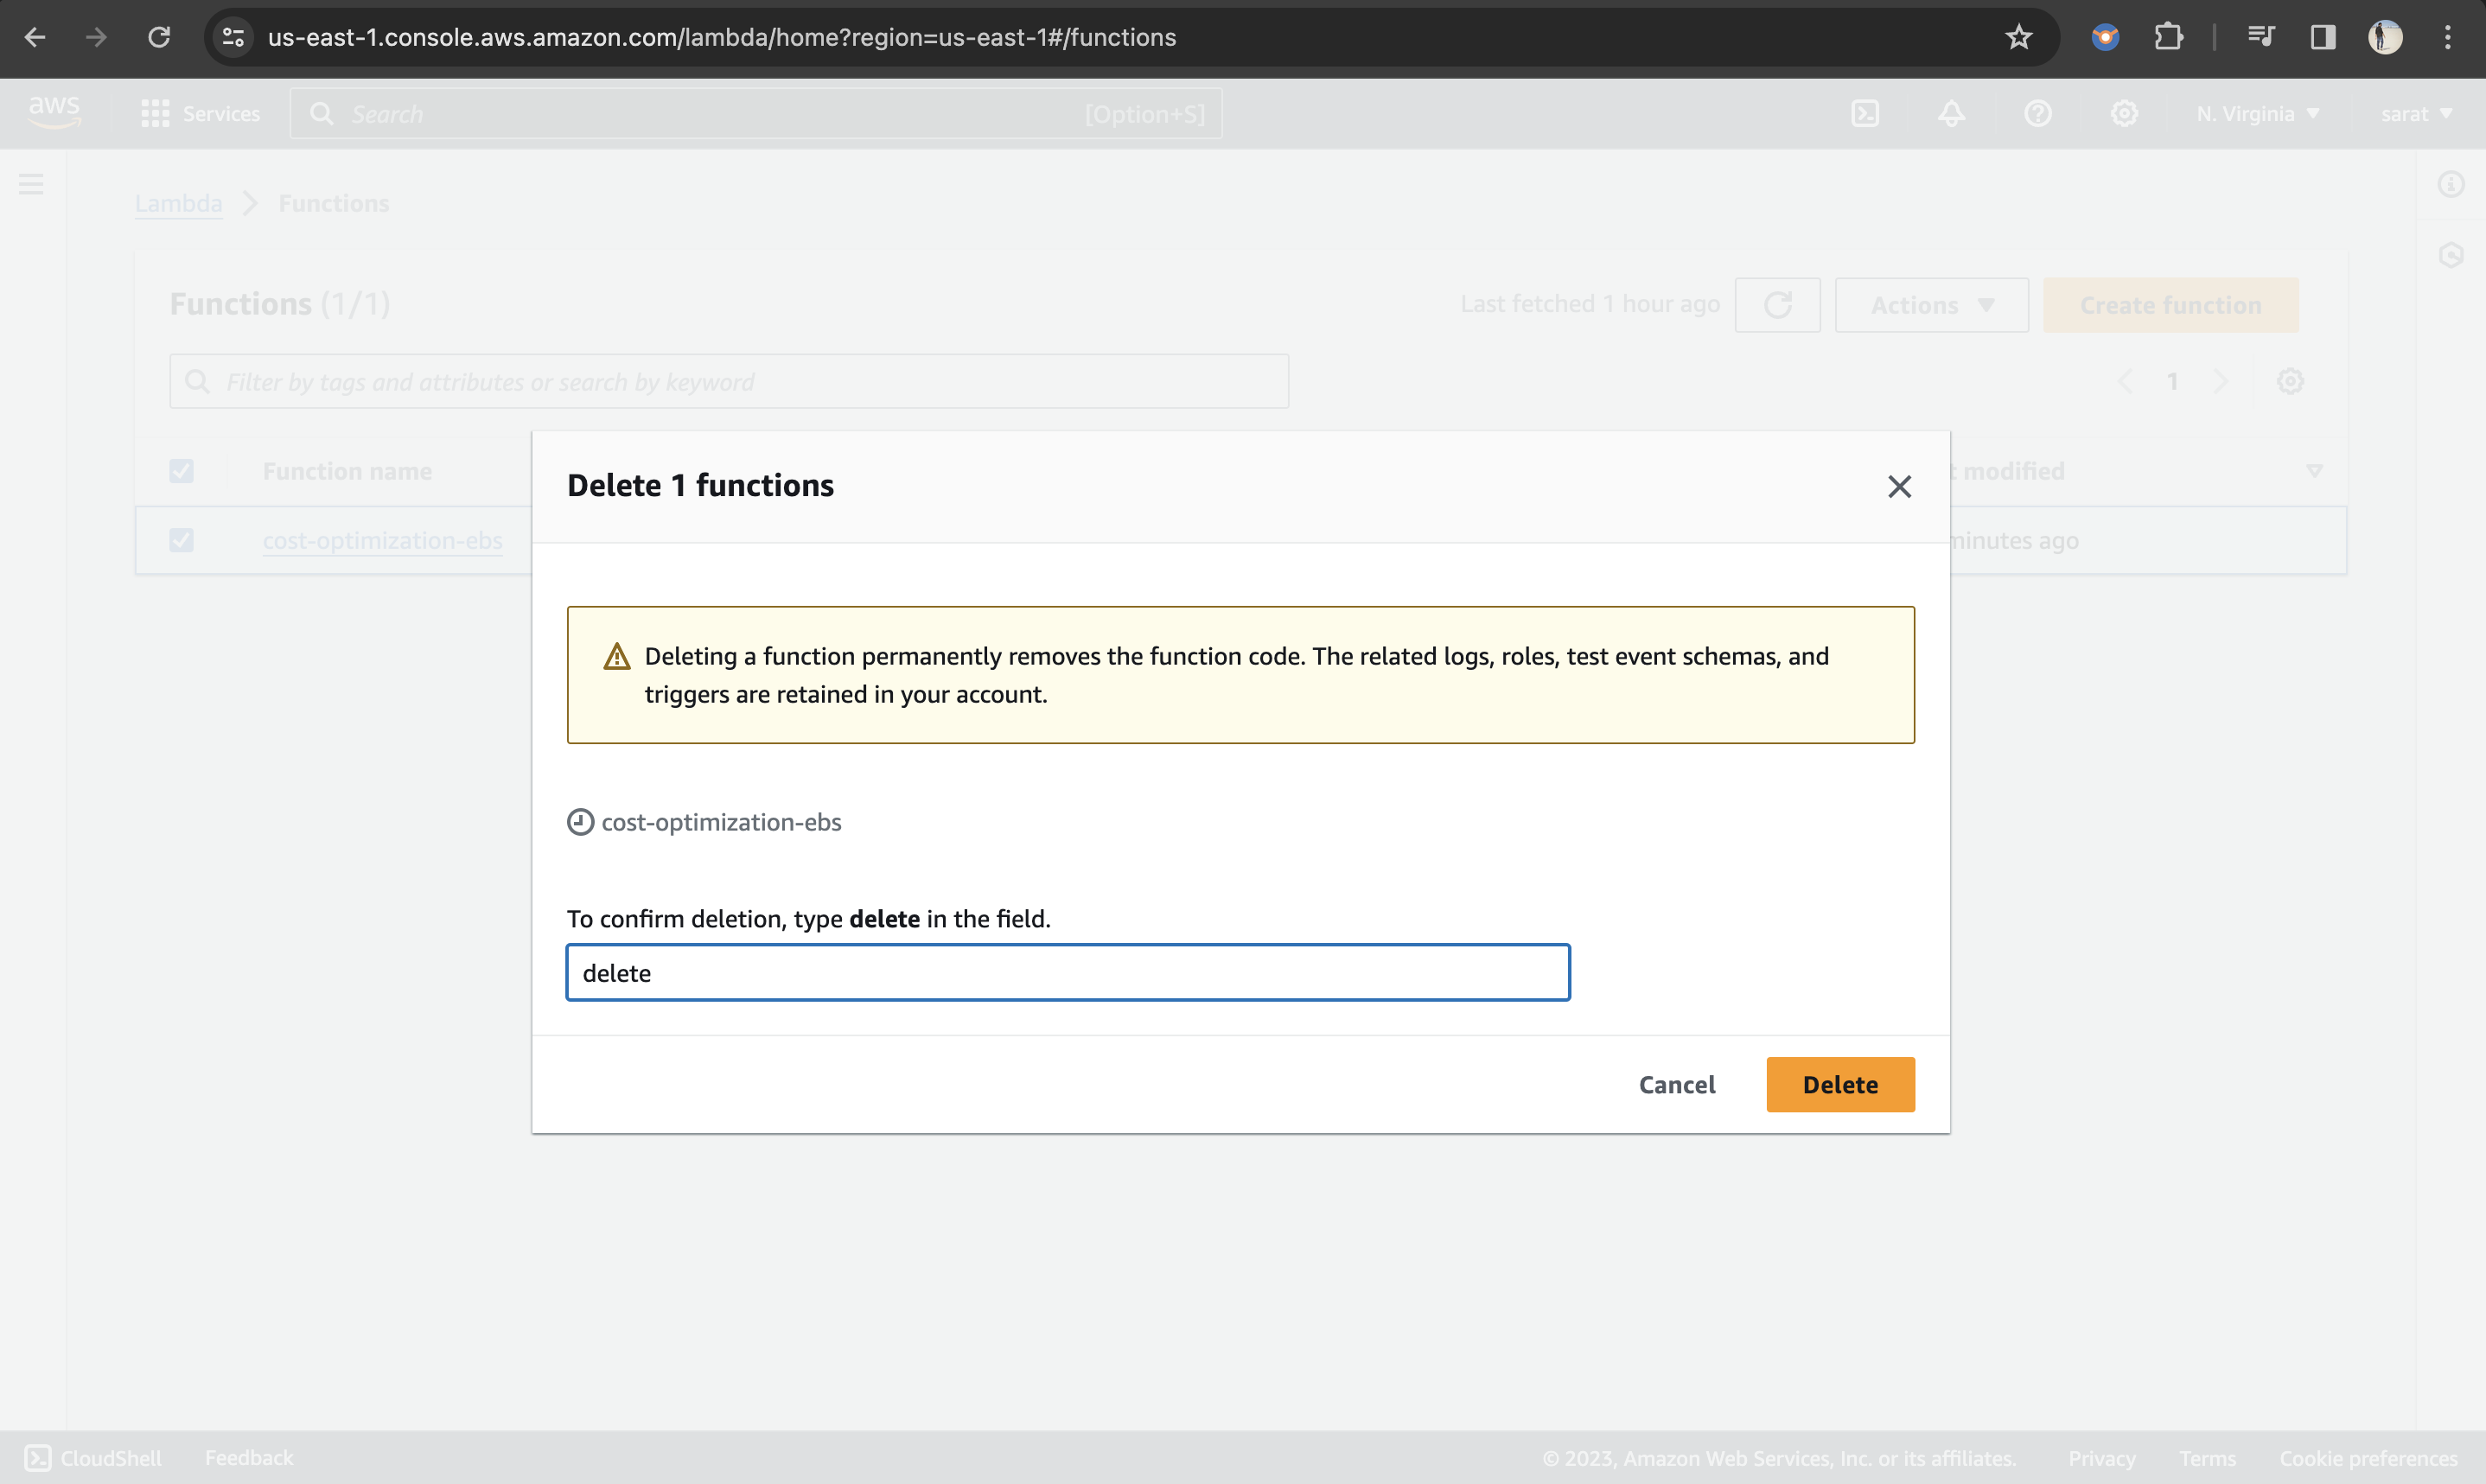 us-east-1.console.aws.amazon.com/lambda/home?region=us-east-1#/functions
aws
Services
Search
[Option+S]
N. Virginia
sarat
Lambda
Functions
Functions (1/1)
Last fetched 1 hour ago
Actions
Create function
Filter by tags and attributes or search by keyword
1
Function name
modified
cost-optimization-ebs
minutes ago
Delete 1 functions
Deleting a function permanently removes the function code. The related logs, roles, test event schemas, and
triggers are retained in your account.
cost-optimization-ebs
To confirm deletion, type delete in the field.
delete
Cancel
Delete
CloudShell
Feedback
© 2023, Amazon Web Services, Inc. or its affiliates.
Privacy
Terms
Cookie preferences